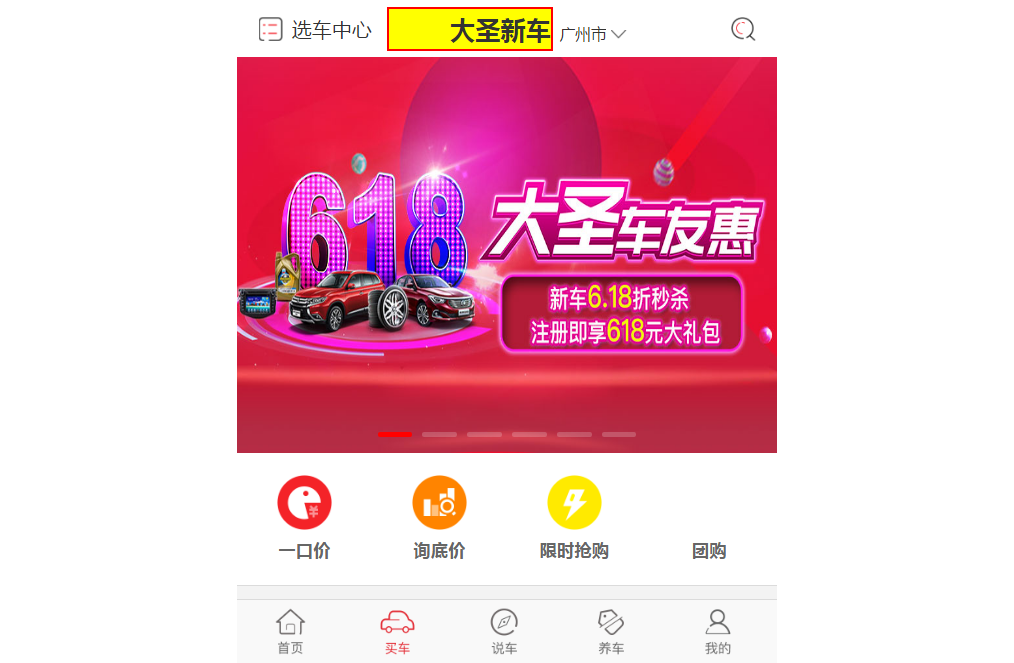 选车中心 大圣新车 广州市
618
大圣车友惠
新车6.18折秒杀
注册即享618元大礼包
一口价 询底价 限时抢购 团购
首页 买车 说车 养车 我的